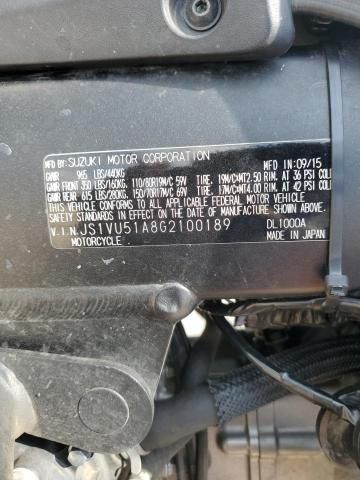 MFD BY:SUZUKI MOTOR CORPORATION MFD IN:09/15
GWR 965 LBS/440KG
GAWR FRONT 350 LBS/160KG, 110/80R19M/C 59V TIRE, 19M/C×MT2.50 RIM, AT 36 PSI COLD
GAWR REAR 615 LBS/280KG, 150/70R17M/C 69V TIRE, 17M/C×MT4.00 RIM, AT 42 PSI COLD
THIS VEHICLE CONFORMS TO ALL APPLICABLE FEDERAL MOTOR VEHICLE
SAFETY STANDARDS IN EFFECT ON THE DATE OF MANUFACTURE SHOWN ABOVE.
V.I.N.JS1VU51A8G2100189 DL1000A
MOTORCYCLE MADE IN JAPAN